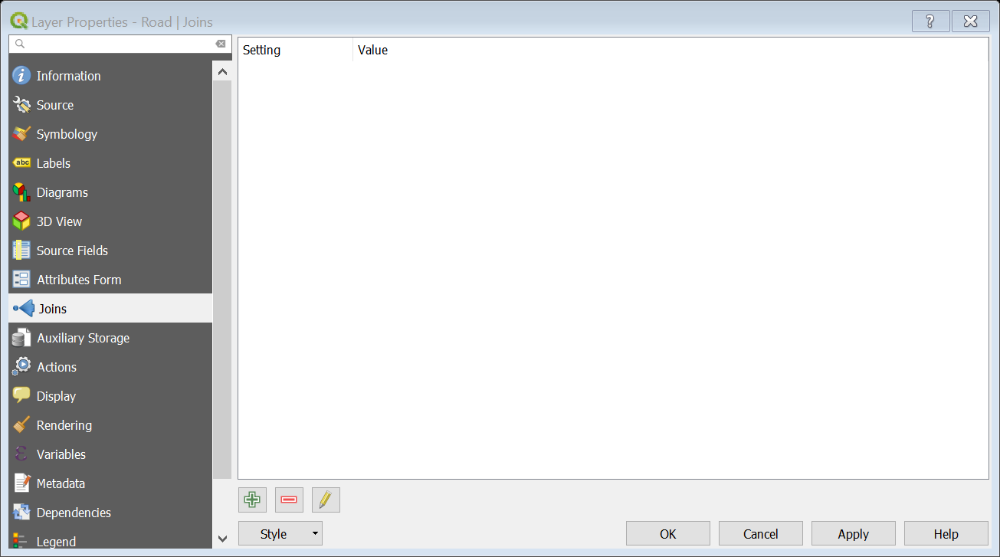 Layer Properties - Road | Joins
Setting Value
Information
Source
Symbology
abc Labels
Diagrams
3D View
Source Fields
Attributes Form
Joins
Auxiliary Storage
Actions
Display
Rendering
ε Variables
Metadata
Dependencies
Legend
Style OK Cancel Apply Help